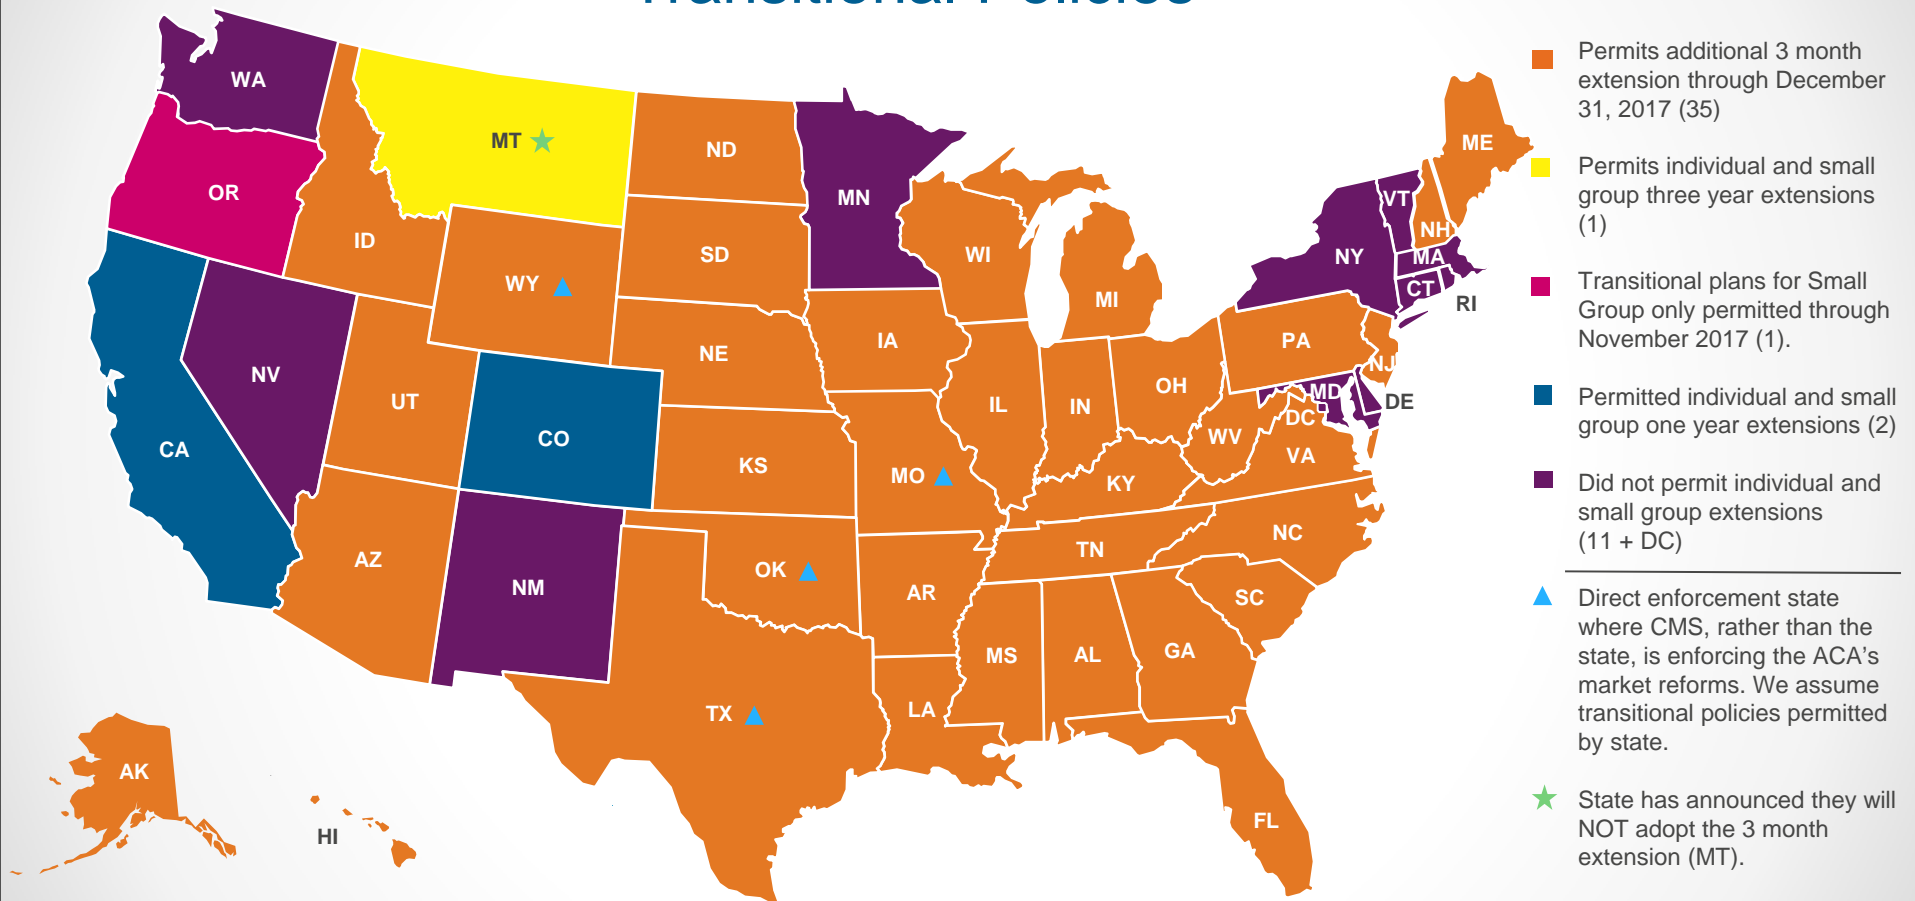 Transitional Policies
WA
MT
ND
OR
MN
ID
SD
WI
WY
MI
ME
VT
NH
NY
MA
CT
RI
NV
UT
CA
CO
NE
IA
IL
IN
OH
PA
NJ
MD
DE
DC
WV
VA
KS
MO
KY
AZ
NM
OK
AR
TN
NC
SC
TX
LA
MS
AL
GA
FL
AK
HI
Permits additional 3 month
extension through December
31, 2017 (35)
Permits individual and small
group three year extensions
(1)
Transitional plans for Small
Group only permitted through
November 2017 (1).
Permitted individual and small
group one year extensions (2)
Did not permit individual and
small group extensions
(11 + DC)
Direct enforcement state
where CMS, rather than the
state, is enforcing the ACA’s
market reforms. We assume
transitional policies permitted
by state.
State has announced they will
NOT adopt the 3 month
extension (MT).